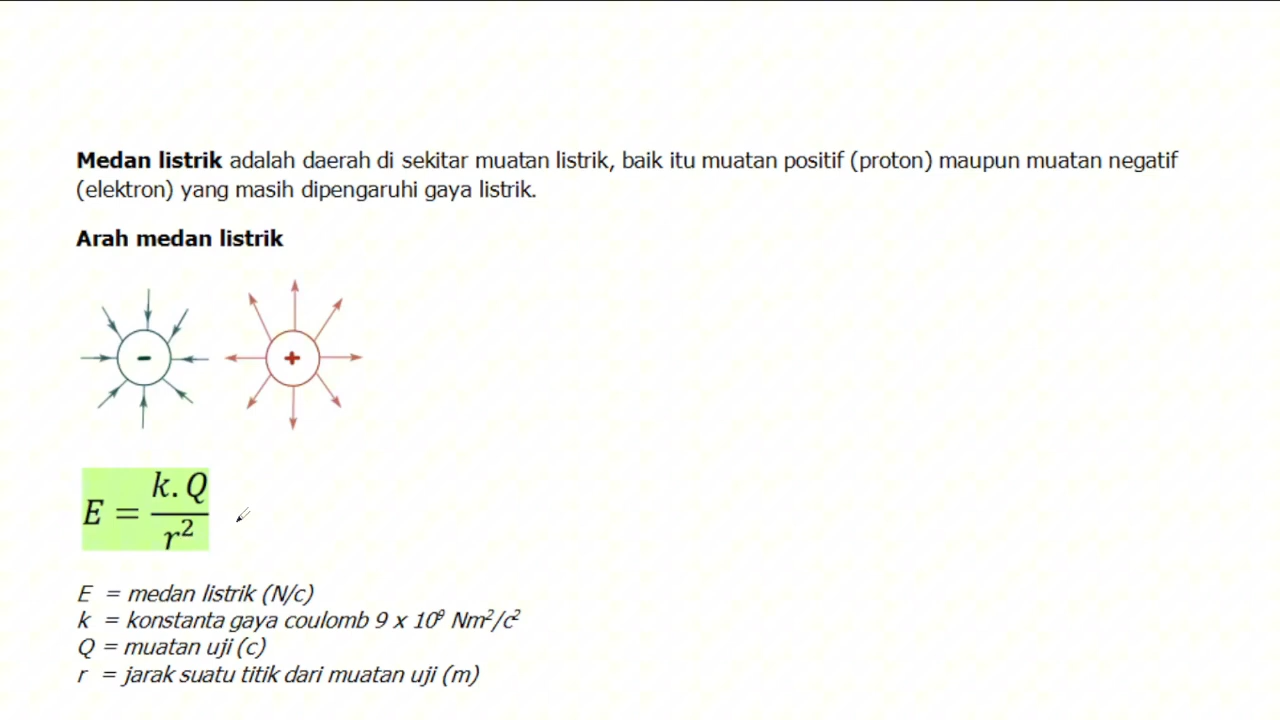 Medan listrik adalah daerah di sekitar muatan listrik, baik itu muatan positif (proton) maupun muatan negatif
(elektron) yang masih dipengaruhi gaya listrik.
Arah medan listrik
- +
E = k. Q / r²
E = medan listrik (N/c)
k = konstanta gaya coulomb 9 x 10⁹ Nm²/c²
Q = muatan uji (c)
r = jarak suatu titik dari muatan uji (m)